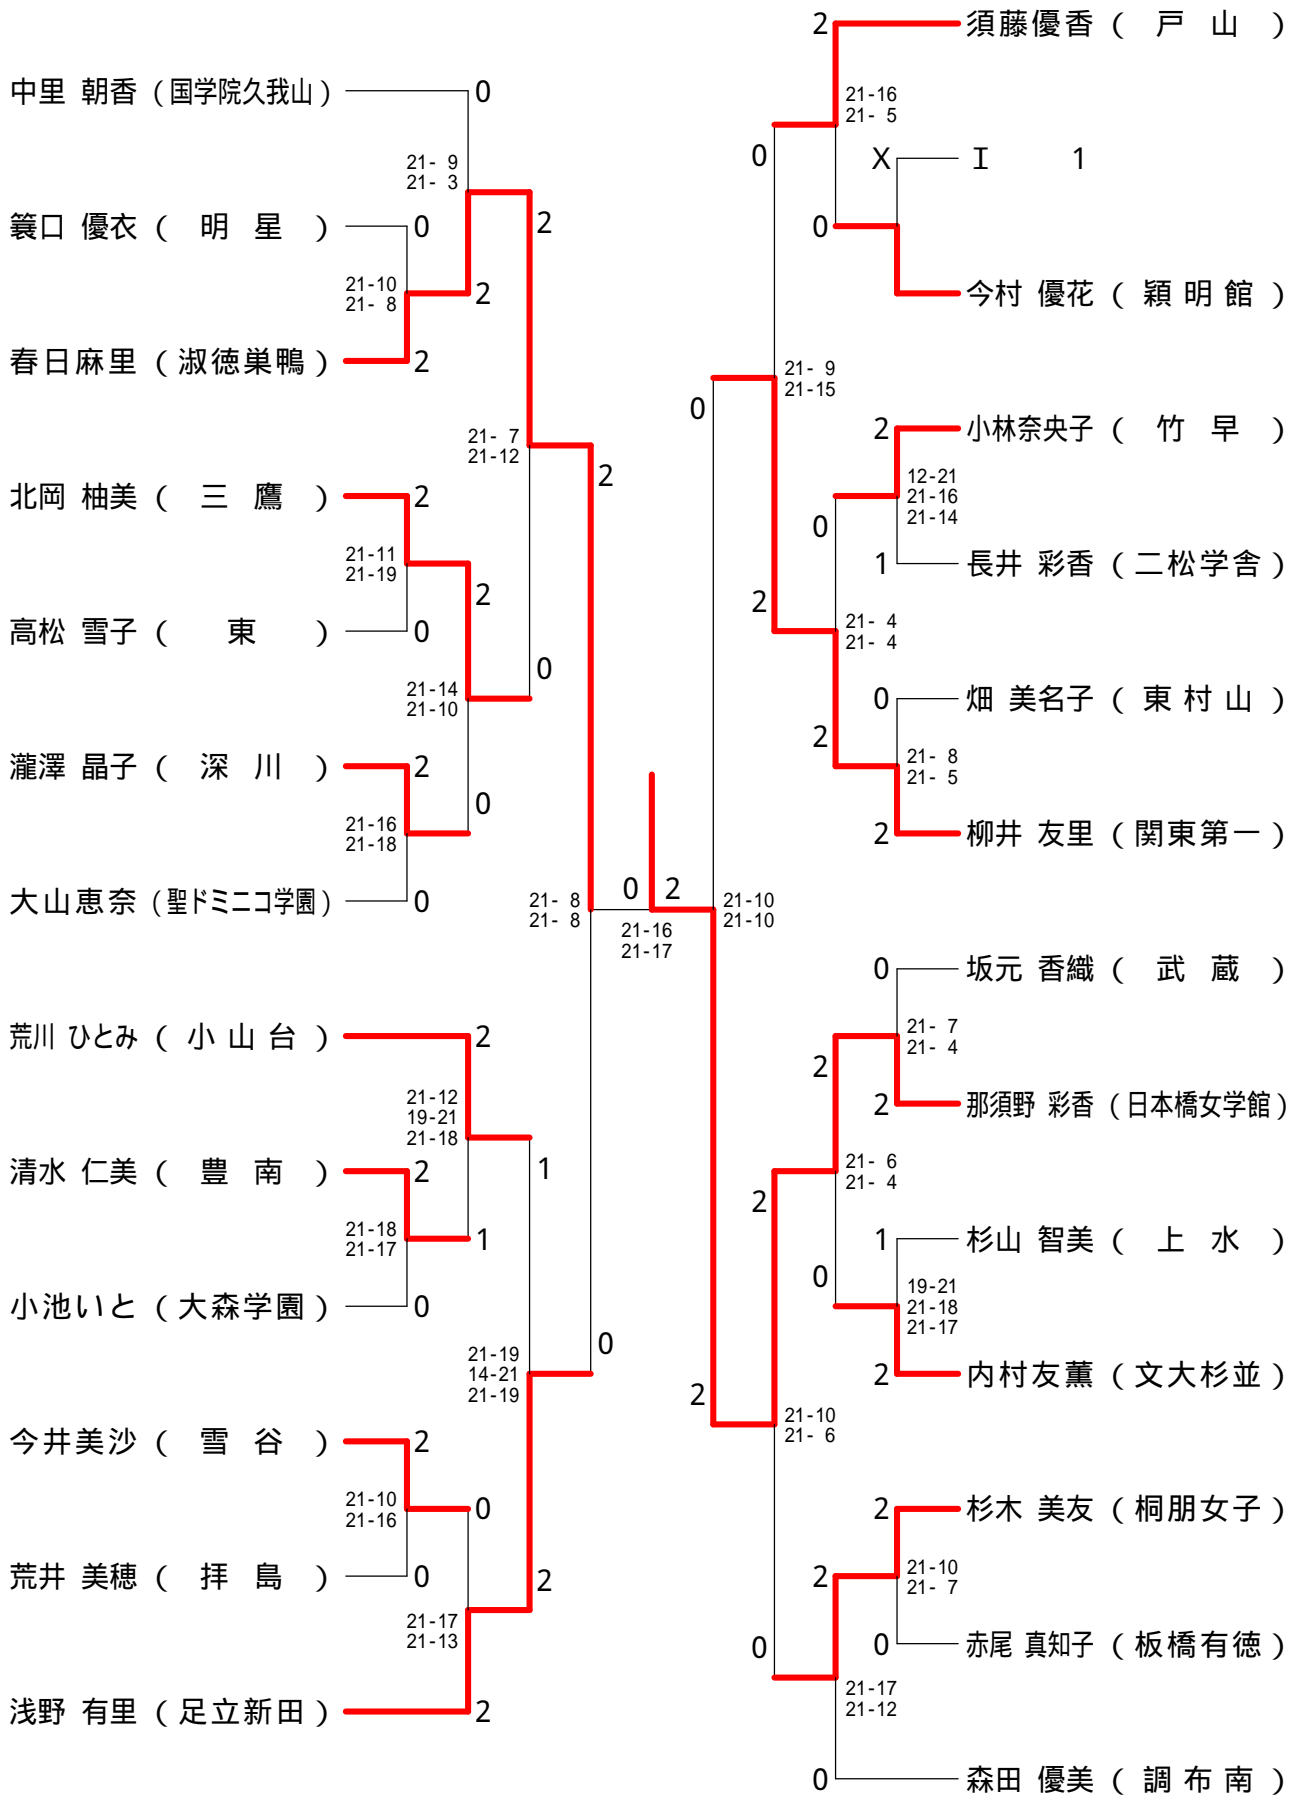 中里 朝香 ( 国学院久我山 ) 0
21- 9
21- 3
簑口 優衣 ( 明 星 ) 0
2
21-10
21- 8
2
春日麻里 ( 淑徳巣鴨 ) 2
21- 7
21-12
2
北岡 柚美 ( 三 鷹 ) 2
21-11
21-19
2
高松 雪子 ( 東 ) 0
0
21-14
21-10
瀧澤 晶子 ( 深 川 ) 2
0
21-16
21-18
大山恵奈 ( 聖ドミニコ学園 ) 0
21- 8
21- 8
0 2
21-16
21-17
荒川 ひとみ ( 小 山 台 ) 2
21-12
19-21
21-18
清水 仁美 ( 豊 南 ) 2
1
21-18
21-17
1
小池いと ( 大森学園 ) 0
0
21-19
14-21
21-19
今井美沙 ( 雪 谷 ) 2
21-10
21-16
0
荒井 美穂 ( 拝 島 ) 0
2
21-17
21-13
浅野 有里 ( 足立新田 ) 2
2 須藤優香 ( 戸 山 )
21-16
21- 5
0
X I 1
0
今村 優花 ( 穎 明 館 )
21- 9
21-15
0
2 小林奈央子 ( 竹 早 )
12-21
21-16
21-14
0
1 長井 彩香 ( 二松学舎 )
2
21- 4
21- 4
0 畑 美名子 ( 東 村 山 )
2
21- 8
21- 5
2 柳井 友里 ( 関東第一 )
21-10
21-10
0 坂元 香織 ( 武 蔵 )
21- 7
21- 4
2
2 那須野 彩香 ( 日本橋女学館 )
21- 6
21- 4
2
1 杉山 智美 ( 上 水 )
0
19-21
21-18
21-17
2 内村友薫 ( 文大杉並 )
2
21-10
21- 6
2 杉木 美友 ( 桐朋女子 )
21-10
21- 7
2
0 赤尾 真知子 ( 板橋有徳 )
0
21-17
21-12
0 森田 優美 ( 調 布 南 )